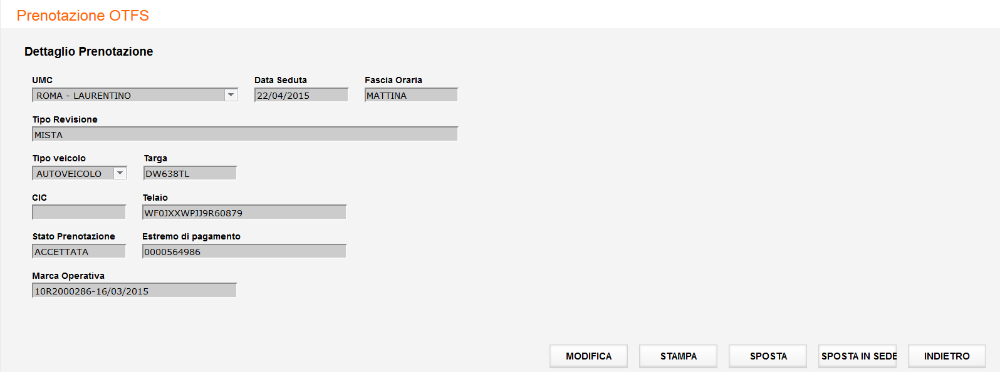 Prenotazione OTFS
Dettaglio Prenotazione
UMC Data Seduta Fascia Oraria
ROMA - LAURENTINO 22/04/2015 MATTINA
Tipo Revisione
MISTA
Tipo veicolo Targa
AUTOVEICOLO DW638TL
CIC Telaio
WF0JXXWPJJ9R60879
Stato Prenotazione Estremo di pagamento
ACCETTATA 0000564986
Marca Operativa
10R2000286-16/03/2015
MODIFICA STAMPA SPOSTA SPOSTA IN SEDE INDIETRO